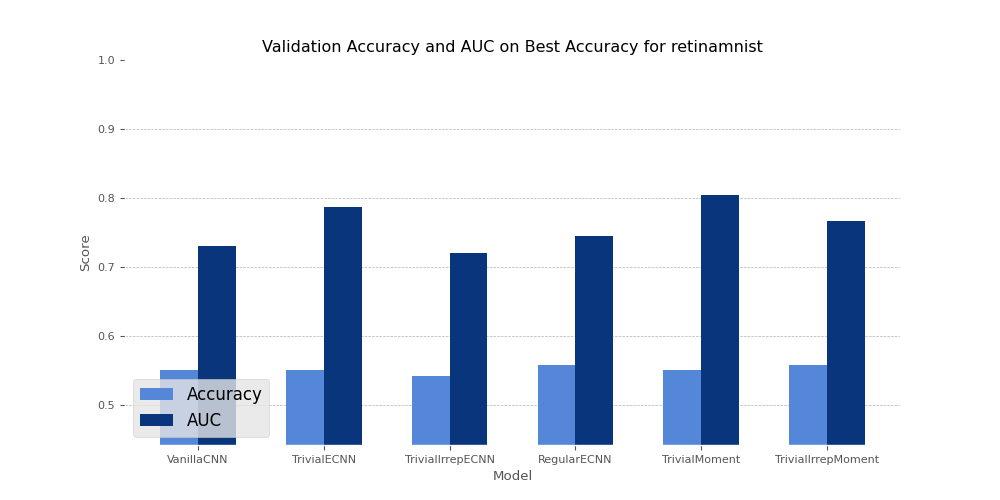 Validation Accuracy and AUC on Best Accuracy for retinamnist
1.0
0.9
0.8
0.7
0.6
0.5
Score
Accuracy
AUC
VanillaCNN TrivialECNN TrivialIrrepECNN RegularECNN TrivialMoment TrivialIrrepMoment
Model